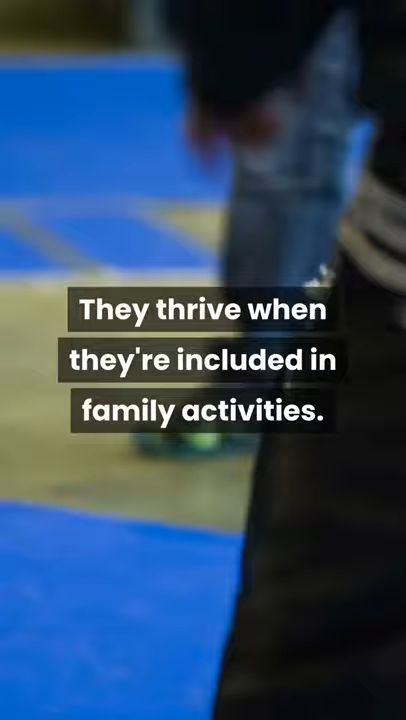 They thrive when
they're included in
family activities.